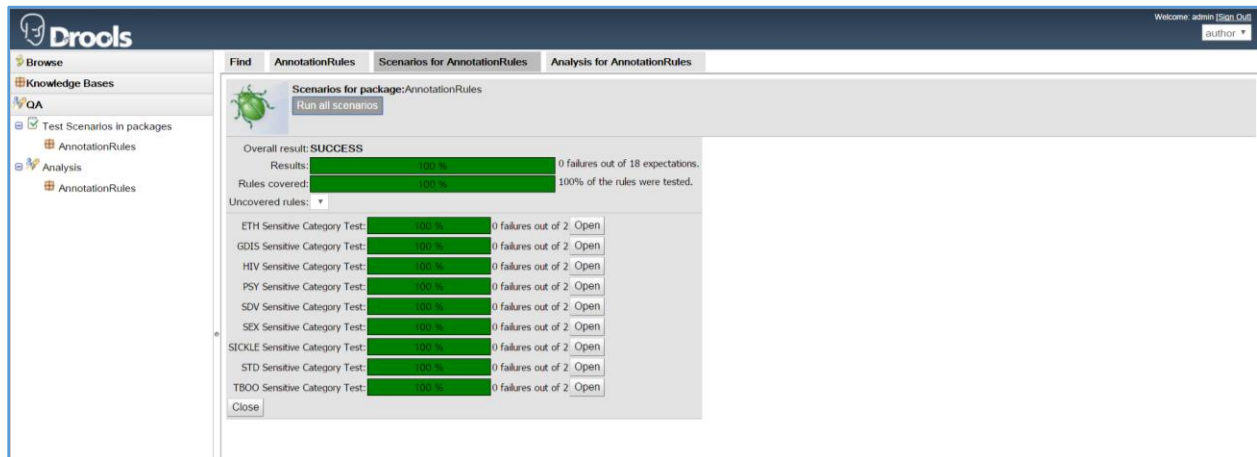 Welcome: admin [Sign Out]
author
Drools
Browse
Knowledge Bases
QA
Test Scenarios in packages
AnnotationRules
Analysis
AnnotationRules
Find AnnotationRules Scenarios for AnnotationRules Analysis for AnnotationRules
Scenarios for package:AnnotationRules
Run all scenarios
Overall result: SUCCESS
Results: 100 % 0 failures out of 18 expectations.
Rules covered: 100 % 100% of the rules were tested.
Uncovered rules:
ETH Sensitive Category Test: 100 % 0 failures out of 2 Open
GDIS Sensitive Category Test: 100 % 0 failures out of 2 Open
HIV Sensitive Category Test: 100 % 0 failures out of 2 Open
PSY Sensitive Category Test: 100 % 0 failures out of 2 Open
SDV Sensitive Category Test: 100 % 0 failures out of 2 Open
SEX Sensitive Category Test: 100 % 0 failures out of 2 Open
SICKLE Sensitive Category Test: 100 % 0 failures out of 2 Open
STD Sensitive Category Test: 100 % 0 failures out of 2 Open
TBOO Sensitive Category Test: 100 % 0 failures out of 2 Open
Close